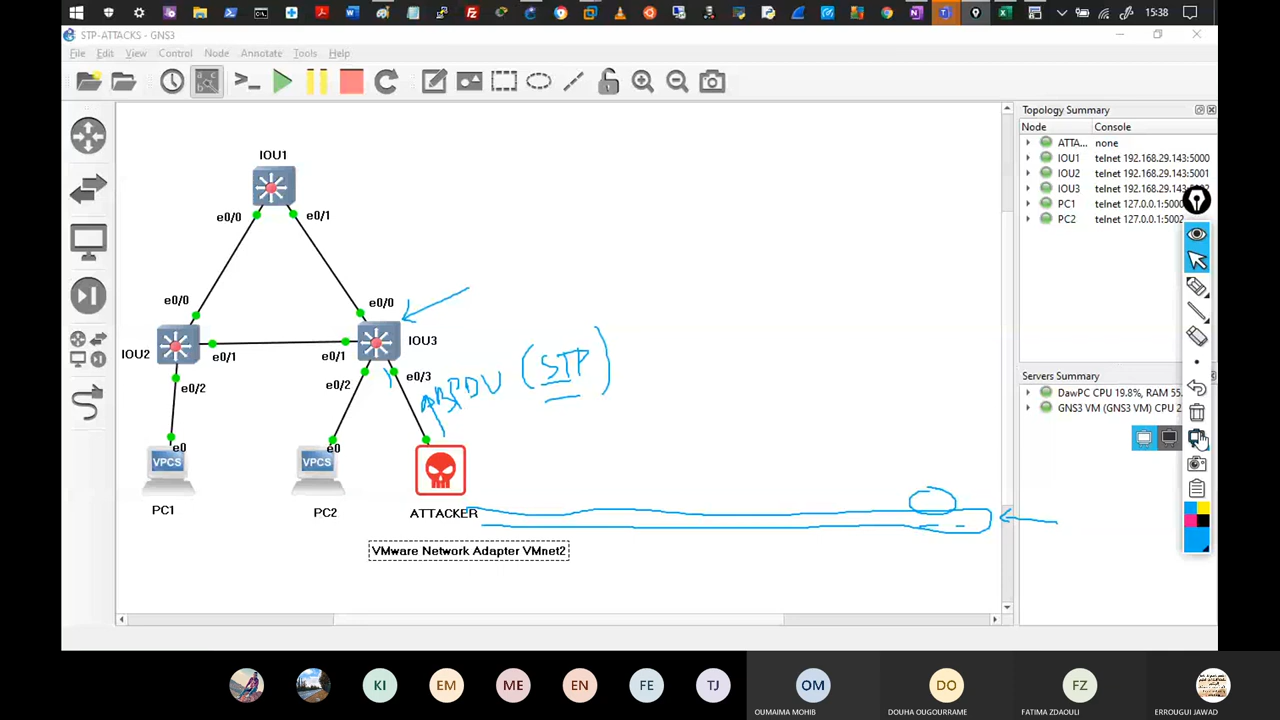 15:38
STP-ATTACKS - GNS3
File Edit View Control Node Annotate Tools Help
IOU1
e0/0
e0/1
e0/0
e0/0
IOU2
e0/1
e0/1
IOU3
e0/2
e0/2
e0/3
BPDU (STP)
e0
e0
VPCS
VPCS
PC1
PC2
ATTACKER
VMware Network Adapter VMnet2
Topology Summary
Node Console
ATTA... none
IOU1 telnet 192.168.29.143:5000
IOU2 telnet 192.168.29.143:5001
IOU3 telnet 192.168.29.143:5002
PC1 telnet 127.0.0.1:5000
PC2 telnet 127.0.0.1:5002
Servers Summary
DawPC CPU 19.8%, RAM 55.
GNS3 VM (GNS3 VM) CPU 2
KI EM ME EN FE TJ OM DO FZ
OUMAIMA MOHIB
DOUHA OUGOURRAME
FATIMA ZDAOULI
ERROUGUI JAWAD